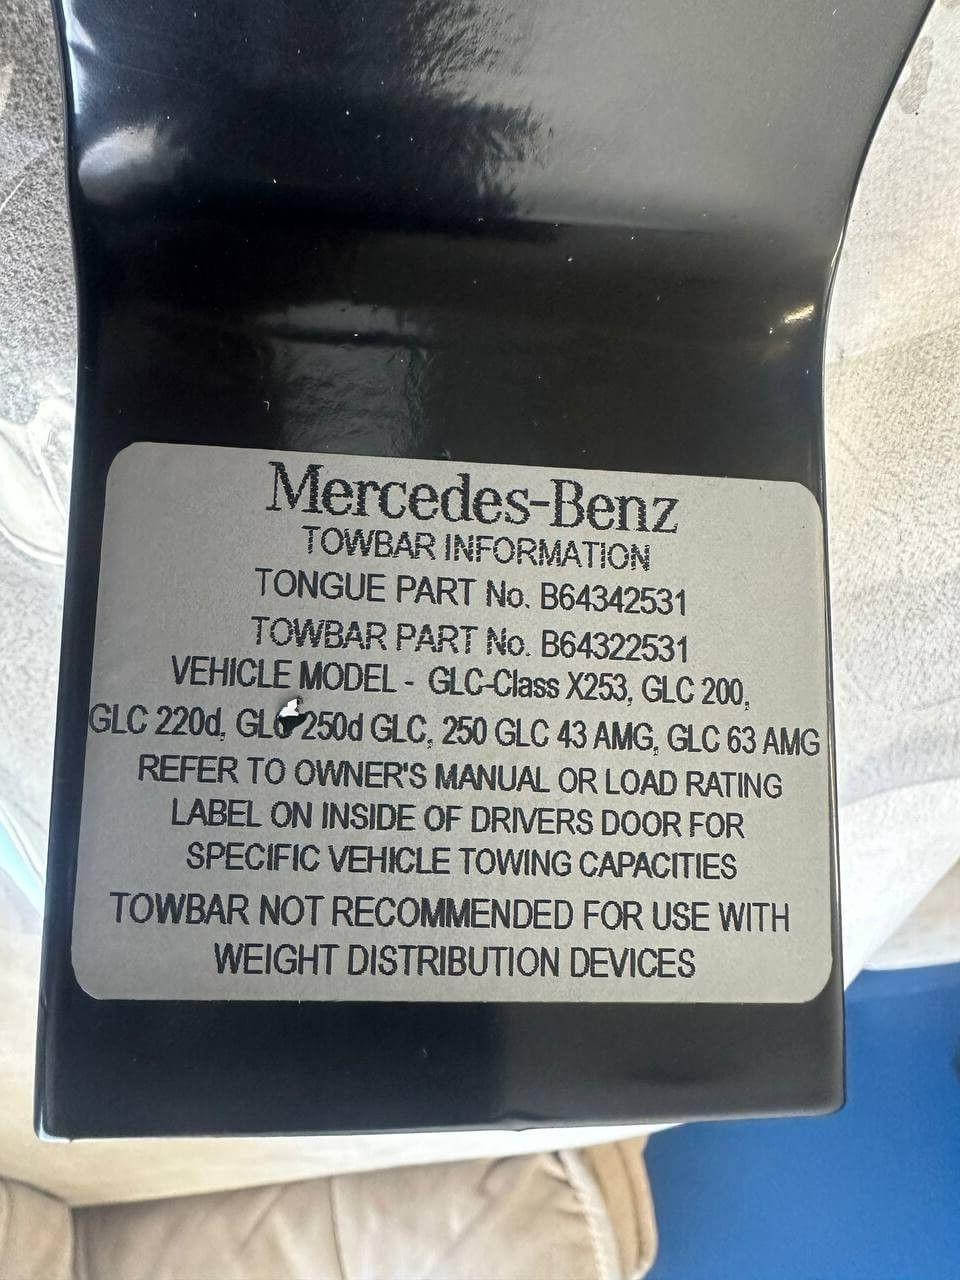 Mercedes-Benz
TOWBAR INFORMATION
TONGUE PART No. B64342531
TOWBAR PART No. B64322531
VEHICLE MODEL - GLC-Class X253, GLC 200,
GLC 220d, GLC 250d GLC, 250 GLC 43 AMG, GLC 63 AMG
REFER TO OWNER'S MANUAL OR LOAD RATING
LABEL ON INSIDE OF DRIVERS DOOR FOR
SPECIFIC VEHICLE TOWING CAPACITIES
TOWBAR NOT RECOMMENDED FOR USE WITH
WEIGHT DISTRIBUTION DEVICES